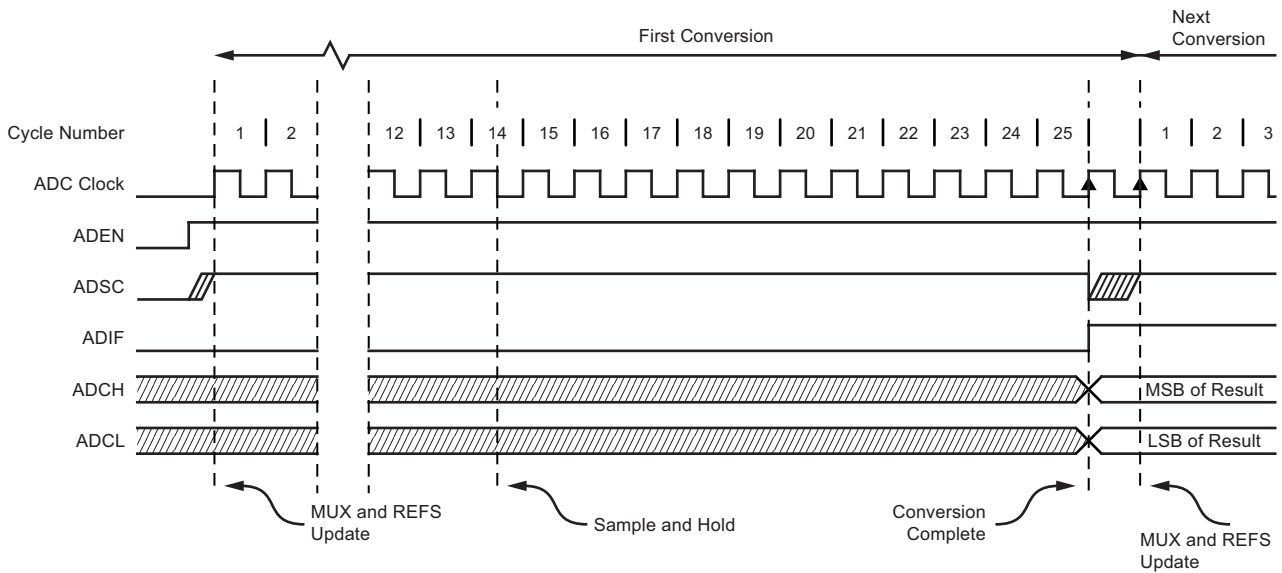 First Conversion
Next
Conversion
Cycle Number 1 2 12 13 14 15 16 17 18 19 20 21 22 23 24 25 1 2 3
ADC Clock
ADEN
ADSC
ADIF
ADCH MSB of Result
ADCL LSB of Result
MUX and REFS
Update
Sample and Hold
Conversion
Complete
MUX and REFS
Update